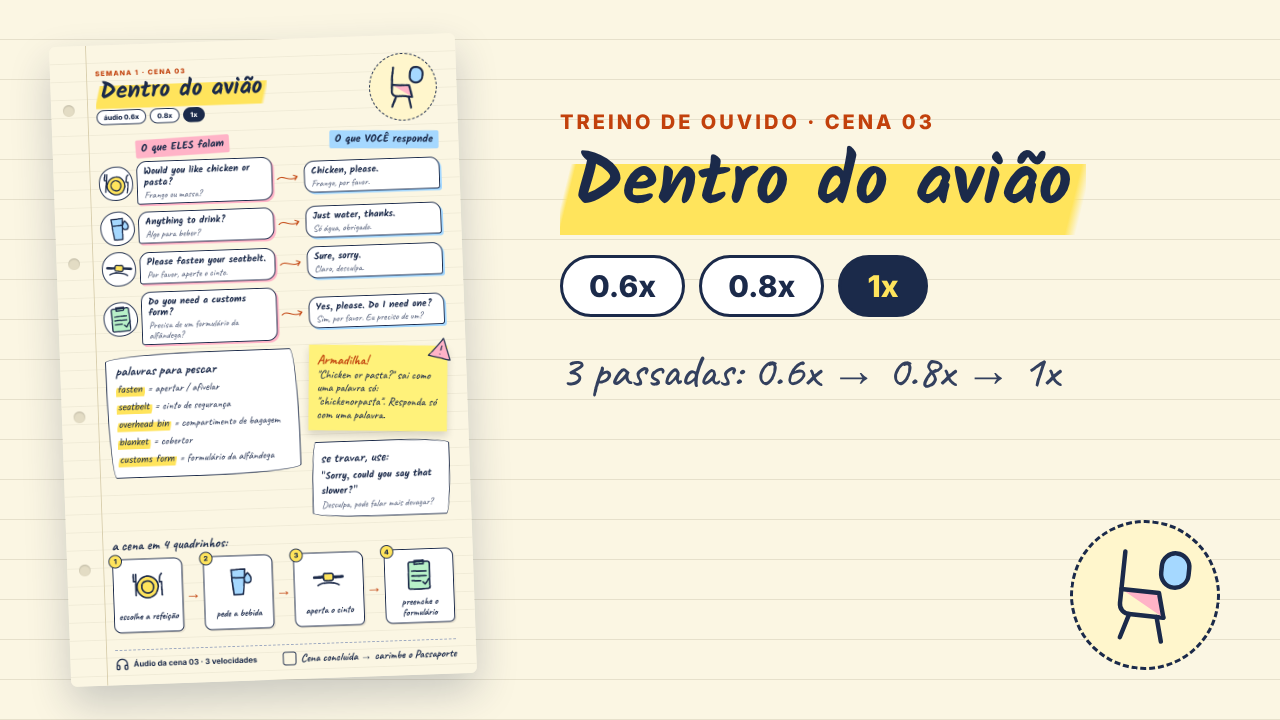 SEMANA 1 · CENA 03
Dentro do avião
áudio 0.6x 0.8x 1x
O que ELES falam
O que VOCÊ responde
Would you like chicken or
pasta?
Frango ou massa?
Chicken, please.
Frango, por favor.
Anything to drink?
Algo para beber?
Just water, thanks.
Só água, obrigada.
Please fasten your seatbelt.
Por favor, aperte o cinto.
Sure, sorry.
Claro, desculpa.
Do you need a customs
form?
Precisa de um formulário da
alfândega?
Yes, please. Do I need one?
Sim, por favor. Eu preciso de um?
palavras para pescar
fasten = apertar / afivelar
seatbelt = cinto de segurança
overhead bin = compartimento de bagagem
blanket = cobertor
customs form = formulário da alfândega
Armadilha!
"Chicken or pasta?" sai como
uma palavra só:
"chickenorpasta". Responda só
com uma palavra.
se travar, use:
"Sorry, could you say that
slower?"
Desculpa, pode falar mais devagar?
a cena em 4 quadrinhos:
1
escolhe a refeição
→
2
pede a bebida
→
3
aperta o cinto
→
4
preenche o
formulário
Áudio da cena 03 · 3 velocidades
Cena concluída → carimbe o Passaporte
TREINO DE OUVIDO · CENA 03
Dentro do avião
0.6x 0.8x 1x
3 passadas: 0.6x → 0.8x → 1x